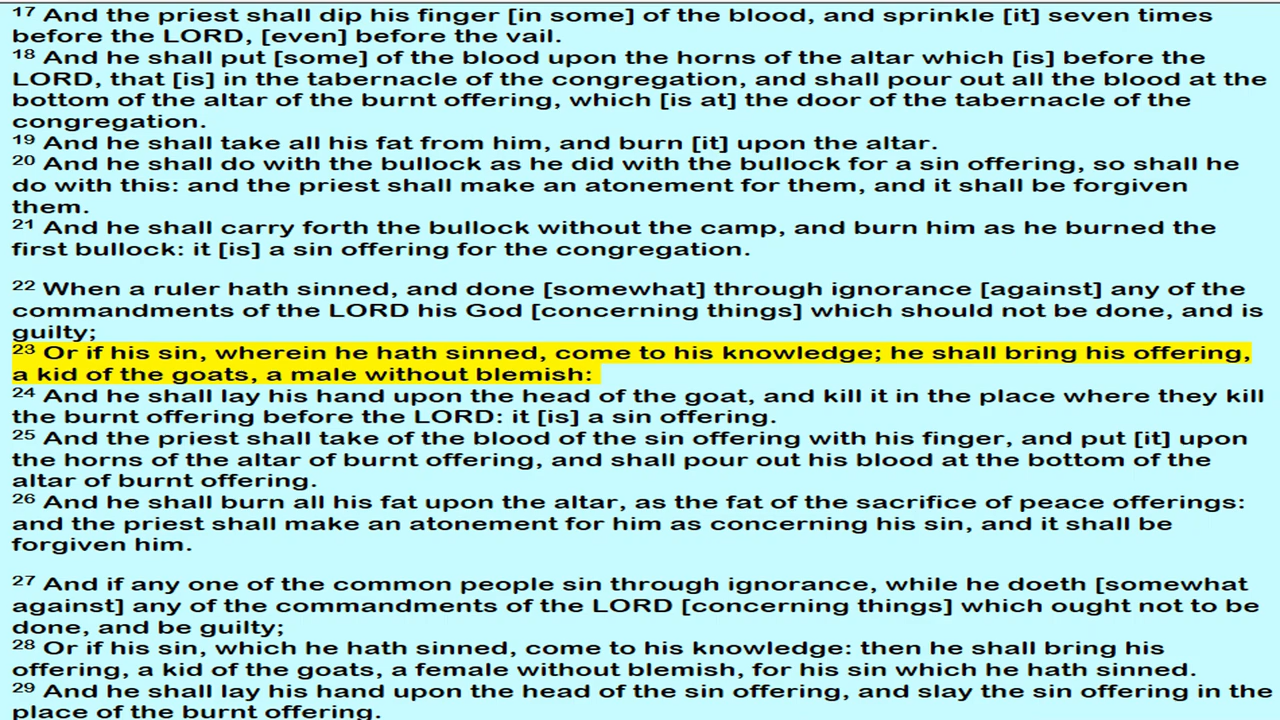 17 And the priest shall dip his finger [in some] of the blood, and sprinkle [it] seven times
before the LORD, [even] before the vail.
18 And he shall put [some] of the blood upon the horns of the altar which [is] before the
LORD, that [is] in the tabernacle of the congregation, and shall pour out all the blood at the
bottom of the altar of the burnt offering, which [is at] the door of the tabernacle of the
congregation.
19 And he shall take all his fat from him, and burn [it] upon the altar.
20 And he shall do with the bullock as he did with the bullock for a sin offering, so shall he
do with this: and the priest shall make an atonement for them, and it shall be forgiven
them.
21 And he shall carry forth the bullock without the camp, and burn him as he burned the
first bullock: it [is] a sin offering for the congregation.
22 When a ruler hath sinned, and done [somewhat] through ignorance [against] any of the
commandments of the LORD his God [concerning things] which should not be done, and is
guilty;
23 Or if his sin, wherein he hath sinned, come to his knowledge; he shall bring his offering,
a kid of the goats, a male without blemish:
24 And he shall lay his hand upon the head of the goat, and kill it in the place where they kill
the burnt offering before the LORD: it [is] a sin offering.
25 And the priest shall take of the blood of the sin offering with his finger, and put [it] upon
the horns of the altar of burnt offering, and shall pour out his blood at the bottom of the
altar of burnt offering.
26 And he shall burn all his fat upon the altar, as the fat of the sacrifice of peace offerings:
and the priest shall make an atonement for him as concerning his sin, and it shall be
forgiven him.
27 And if any one of the common people sin through ignorance, while he doeth [somewhat
against] any of the commandments of the LORD [concerning things] which ought not to be
done, and be guilty;
28 Or if his sin, which he hath sinned, come to his knowledge: then he shall bring his
offering, a kid of the goats, a female without blemish, for his sin which he hath sinned.
29 And he shall lay his hand upon the head of the sin offering, and slay the sin offering in the
place of the burnt offering.